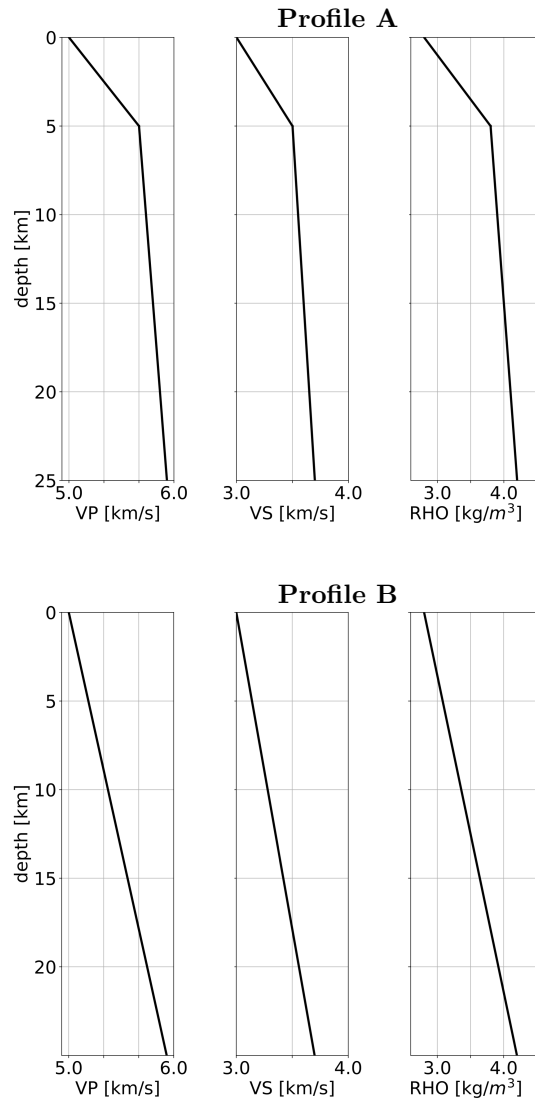 Profile A
0
5
10
15
20
25
depth [km]
5.0 6.0
VP [km/s]
3.0 4.0
VS [km/s]
3.0 4.0
RHO [kg/m³]
Profile B
0
5
10
15
20
depth [km]
5.0 6.0
VP [km/s]
3.0 4.0
VS [km/s]
3.0 4.0
RHO [kg/m³]